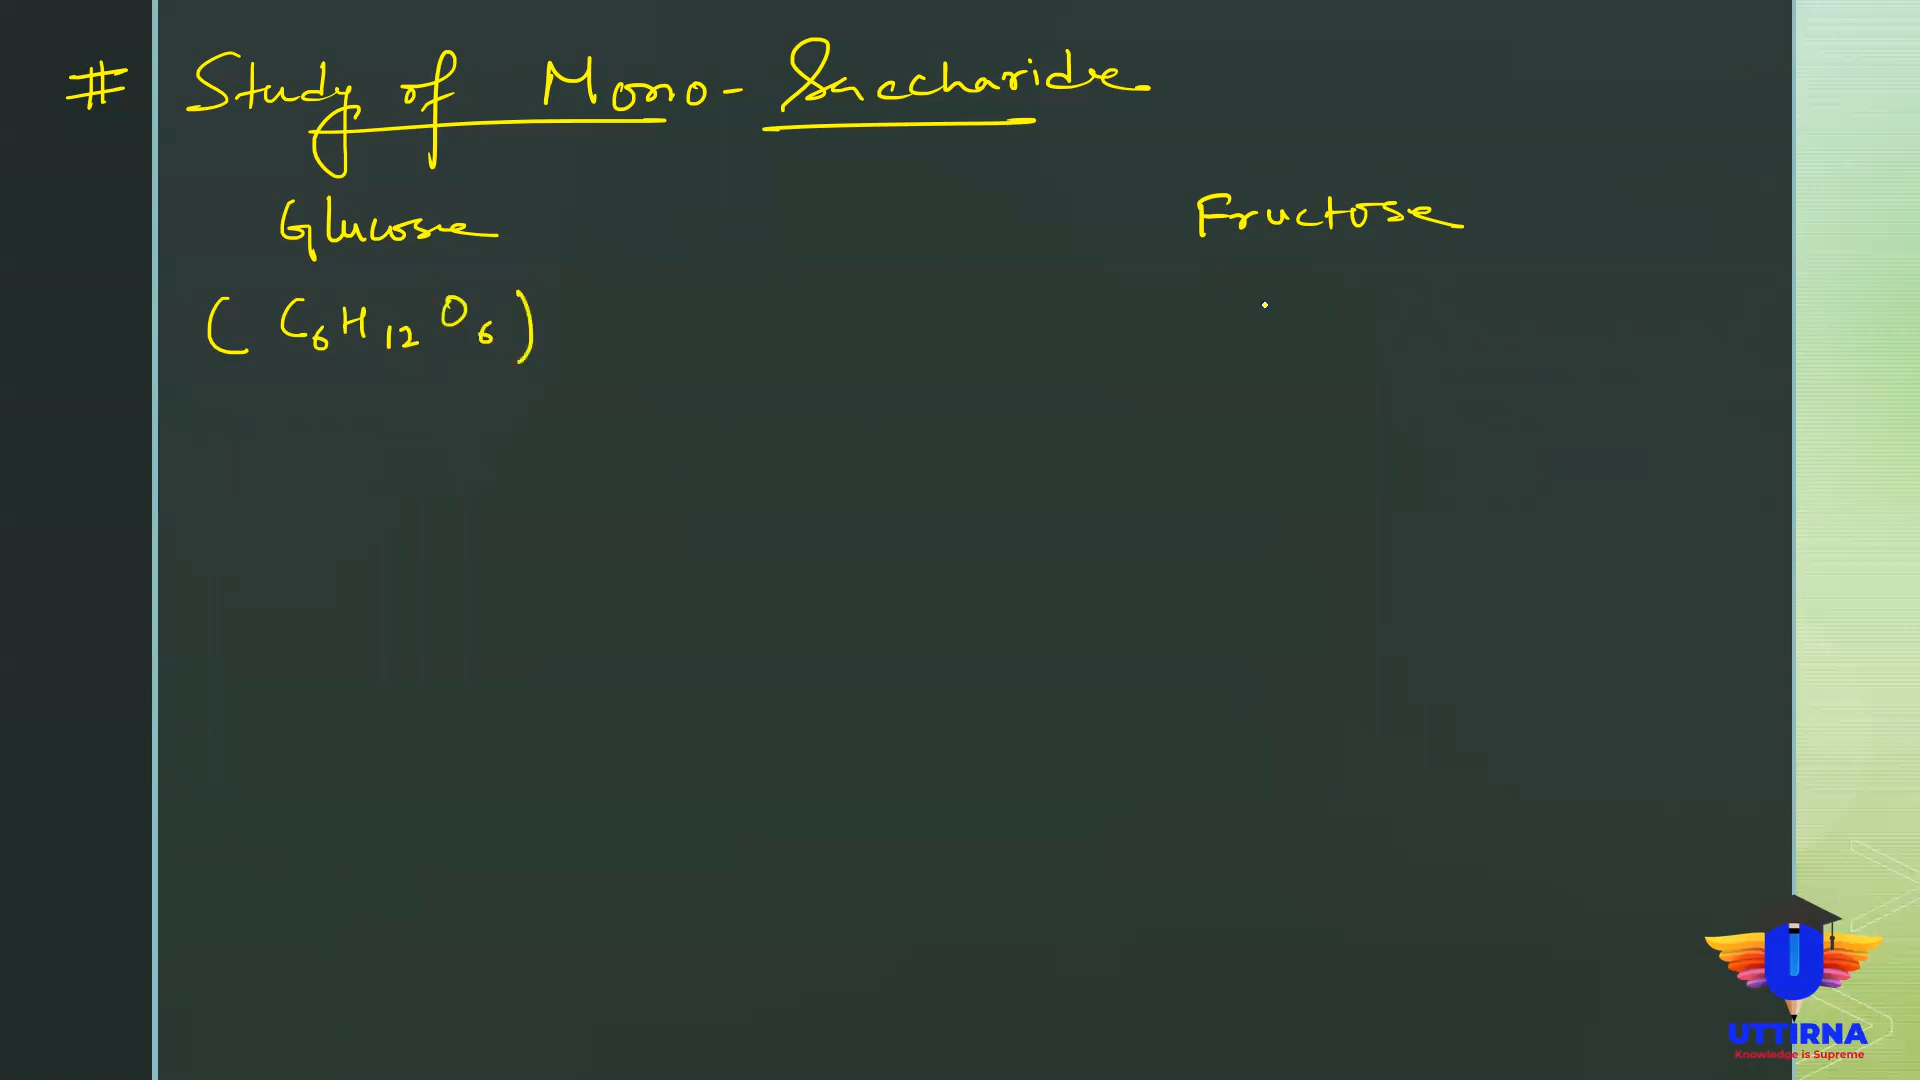 # Study of Mono-Saccharide
Glucose
Fructose
(C₆H₁₂O₆)
UTTIRNA
Knowledge is Supreme